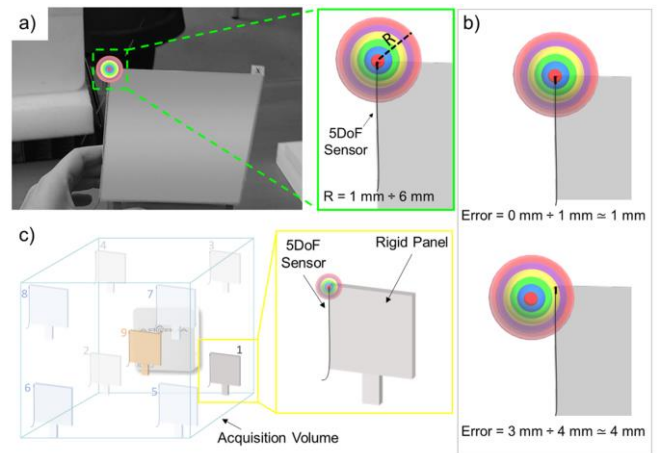 a)
X
R
5DoF
Sensor
R = 1 mm ÷ 6 mm
b)
Error = 0 mm ÷ 1 mm ≃ 1 mm
Error = 3 mm ÷ 4 mm ≃ 4 mm
c)
4
3
8
7
9
2
1
6
5
Acquisition Volume
5DoF
Sensor
Rigid Panel